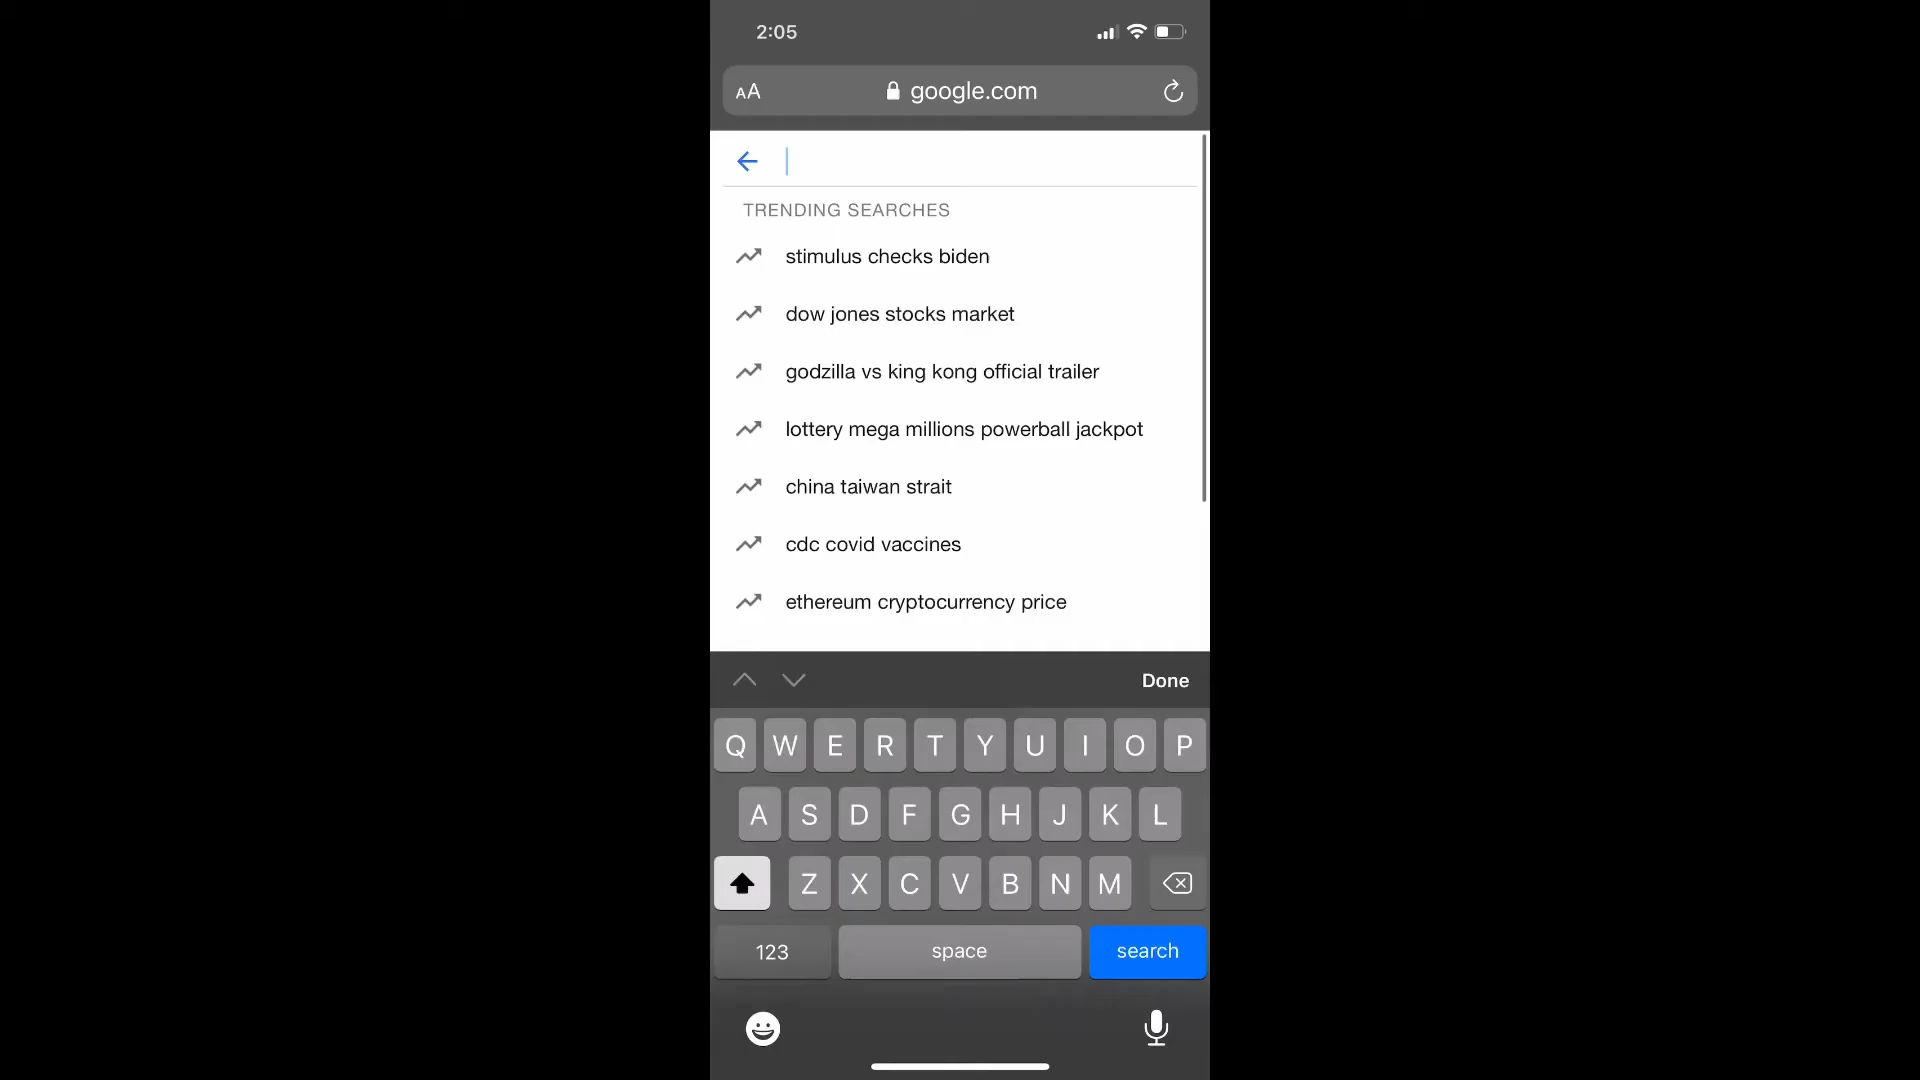 2:05
AA google.com
TRENDING SEARCHES
stimulus checks biden
dow jones stocks market
godzilla vs king kong official trailer
lottery mega millions powerball jackpot
china taiwan strait
cdc covid vaccines
ethereum cryptocurrency price
Done
Q W E R T Y U I O P
A S D F G H J K L
Z X C V B N M
123 space search